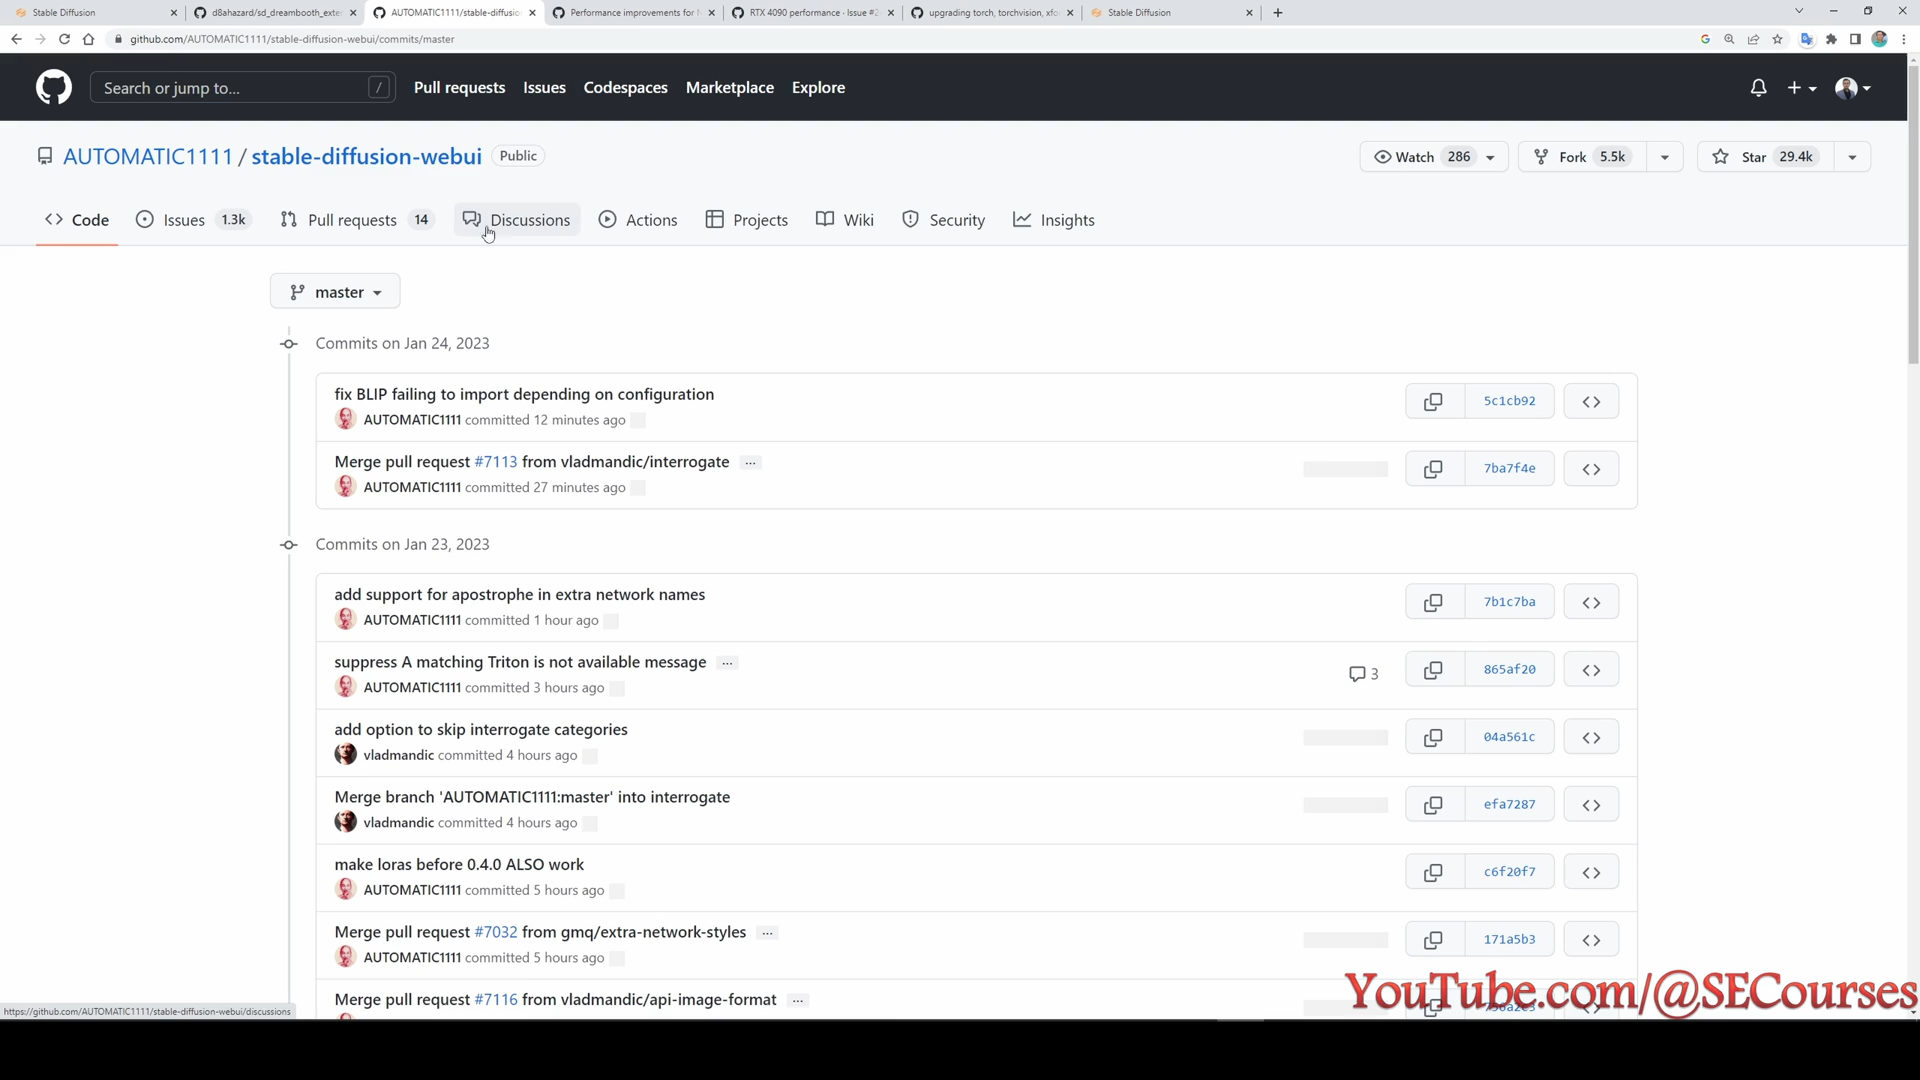 Stable Diffusion
d8ahazard/sd_dreambooth_exte
AUTOMATIC1111/stable-diffusio
Performance improvements for
RTX 4090 performance · Issue #2
upgrading torch, torchvision, xfo
Stable Diffusion
github.com/AUTOMATIC1111/stable-diffusion-webui/commits/master
Search or jump to...
/
Pull requests
Issues
Codespaces
Marketplace
Explore
AUTOMATIC1111 / stable-diffusion-webui
Public
Watch 286
Fork 5.5k
Star 29.4k
Code
Issues 1.3k
Pull requests 14
Discussions
Actions
Projects
Wiki
Security
Insights
master
Commits on Jan 24, 2023
fix BLIP failing to import depending on configuration
5c1cb92
AUTOMATIC1111 committed 12 minutes ago
Merge pull request #7113 from vladmandic/interrogate ...
7ba7f4e
AUTOMATIC1111 committed 27 minutes ago
Commits on Jan 23, 2023
add support for apostrophe in extra network names
7b1c7ba
AUTOMATIC1111 committed 1 hour ago
suppress A matching Triton is not available message ...
3
865af20
AUTOMATIC1111 committed 3 hours ago
add option to skip interrogate categories
04a561c
vladmandic committed 4 hours ago
Merge branch 'AUTOMATIC1111:master' into interrogate
efa7287
vladmandic committed 4 hours ago
make loras before 0.4.0 ALSO work
c6f20f7
AUTOMATIC1111 committed 5 hours ago
Merge pull request #7032 from gmq/extra-network-styles ...
171a5b3
AUTOMATIC1111 committed 5 hours ago
Merge pull request #7116 from vladmandic/api-image-format ...
YouTube.com/@SECourses
https://github.com/AUTOMATIC1111/stable-diffusion-webui/discussions